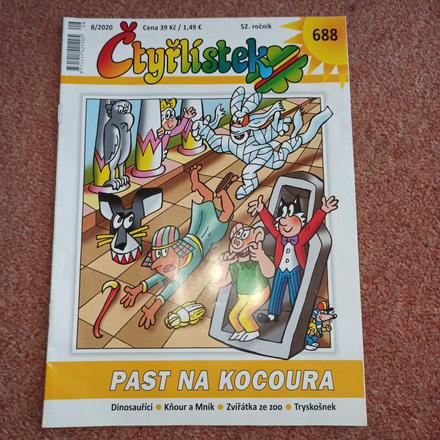 8/2020 Cena 39 Kč / 1,49 € 52. ročník
688
Čtyřlístek
PAST NA KOCOURA
Dinosauříci • Kňour a Mník • Zvířátka ze zoo • Tryskošnek